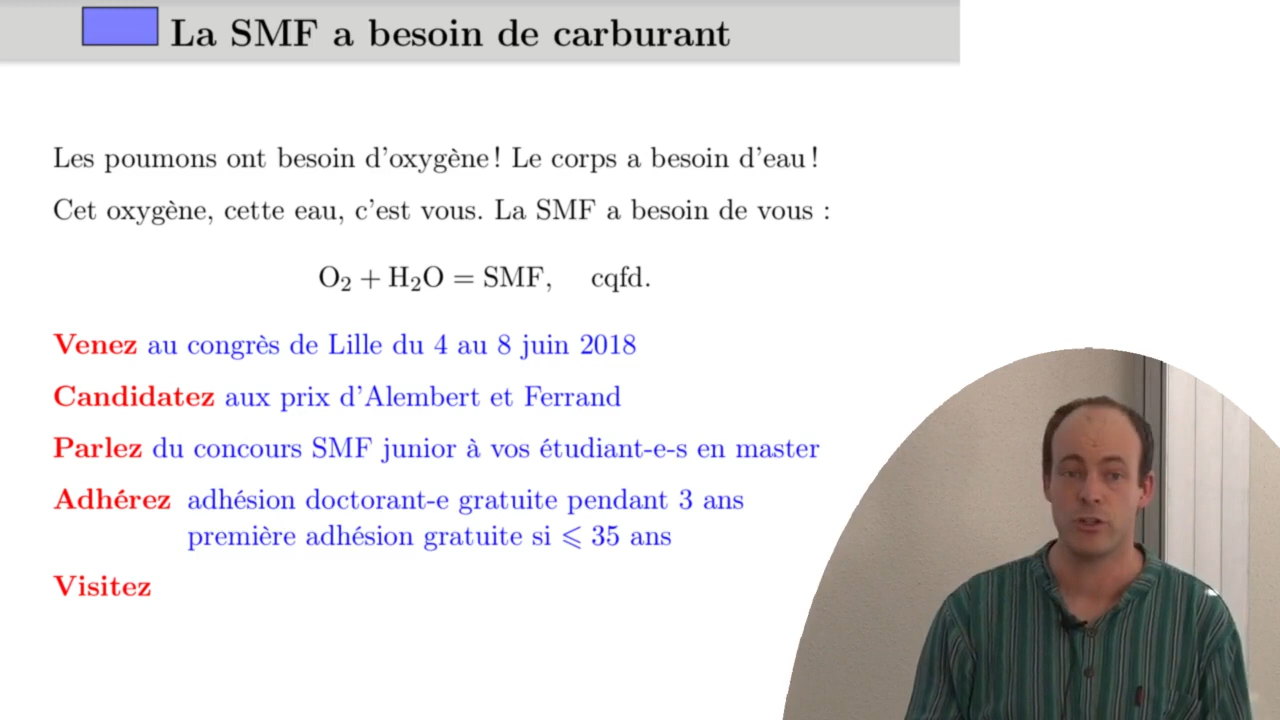 La SMF a besoin de carburant
Les poumons ont besoin d'oxygène ! Le corps a besoin d'eau !
Cet oxygène, cette eau, c'est vous. La SMF a besoin de vous :
O₂ + H₂O = SMF, cqfd.
Venez au congrès de Lille du 4 au 8 juin 2018
Candidatez aux prix d'Alembert et Ferrand
Parlez du concours SMF junior à vos étudiant-e-s en master
Adhérez adhésion doctorant-e gratuite pendant 3 ans
première adhésion gratuite si ⩽ 35 ans
Visitez